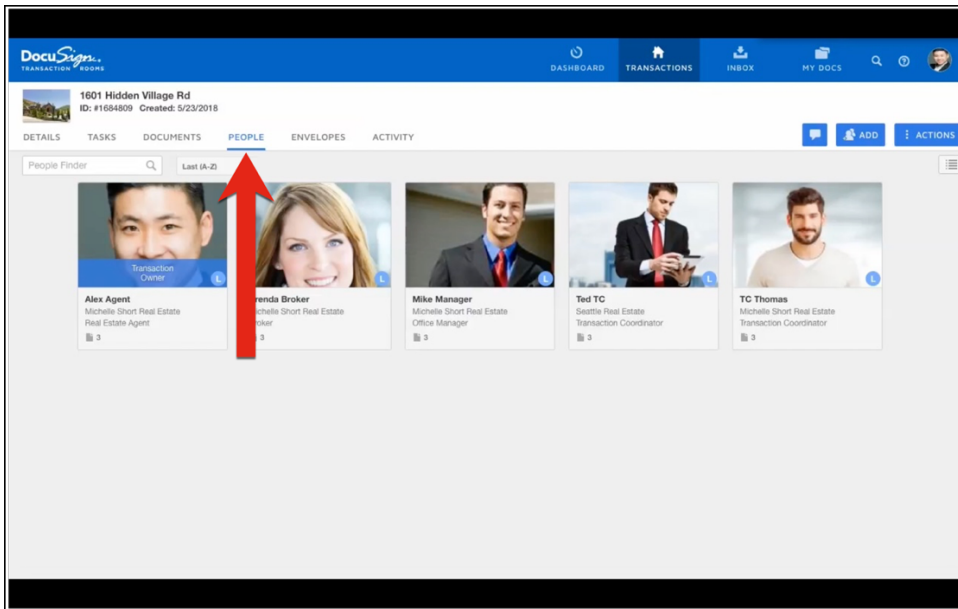 DocuSign
TRANSACTION ROOMS
DASHBOARD
TRANSACTIONS
INBOX
MY DOCS
1601 Hidden Village Rd
ID: #1684809 Created: 5/23/2018
DETAILS
TASKS
DOCUMENTS
PEOPLE
ENVELOPES
ACTIVITY
ADD
ACTIONS
People Finder
Last (A-Z)
Transaction
Owner
L
Alex Agent
Michelle Short Real Estate
Real Estate Agent
3
L
renda Broker
ichelle Short Real Estate
roker
3
L
Mike Manager
Michelle Short Real Estate
Office Manager
3
L
Ted TC
Seattle Real Estate
Transaction Coordinator
3
L
TC Thomas
Michelle Short Real Estate
Transaction Coordinator
3